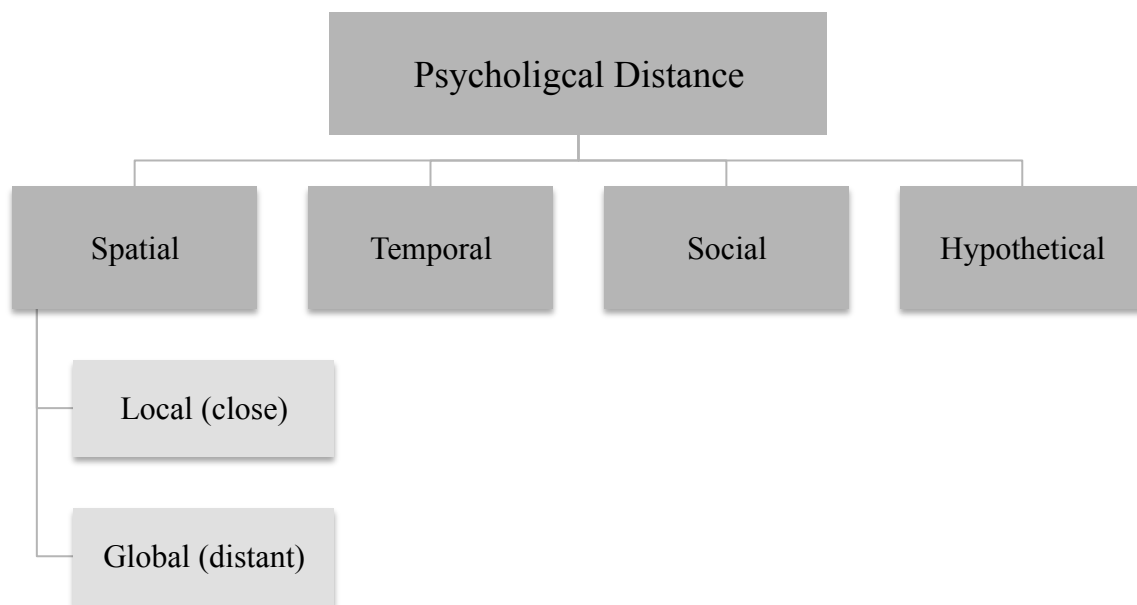 Psycholigcal Distance
Spatial
Temporal
Social
Hypothetical
Local (close)
Global (distant)